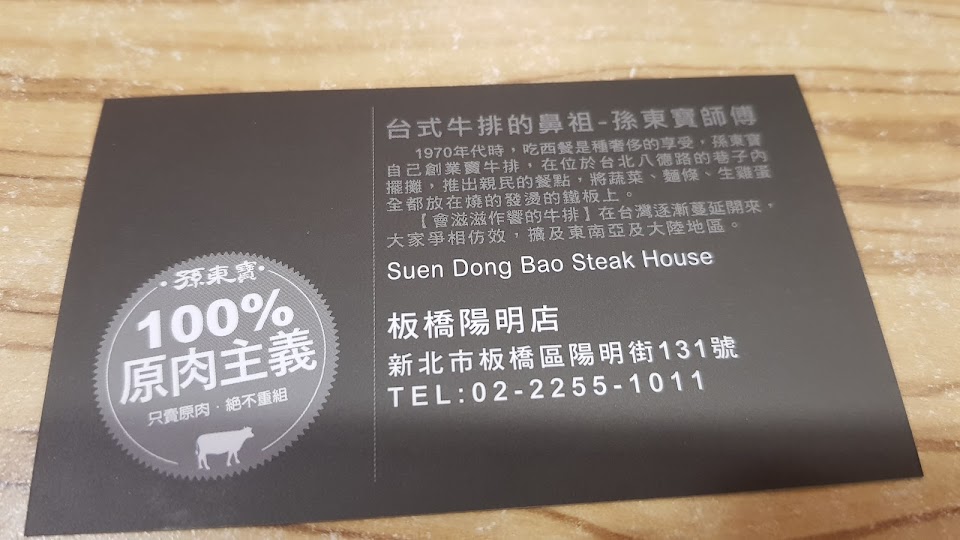 孫東寳
100%
原肉主義
只賣原肉．絕不重組
台式牛排的鼻祖-孫東寳師傅
1970年代時，吃西餐是種奢侈的享受，孫東寳
自己創業賣牛排，在位於台北八德路的巷子內
擺攤，推出親民的餐點，將蔬菜、麵條、生雞蛋
全都放在燒的發燙的鐵板上。
【會滋滋作響的牛排】在台灣逐漸蔓延開來，
大家爭相仿效，擴及東南亞及大陸地區。
Suen Dong Bao Steak House
板橋陽明店
新北市板橋區陽明街131號
TEL:02-2255-1011